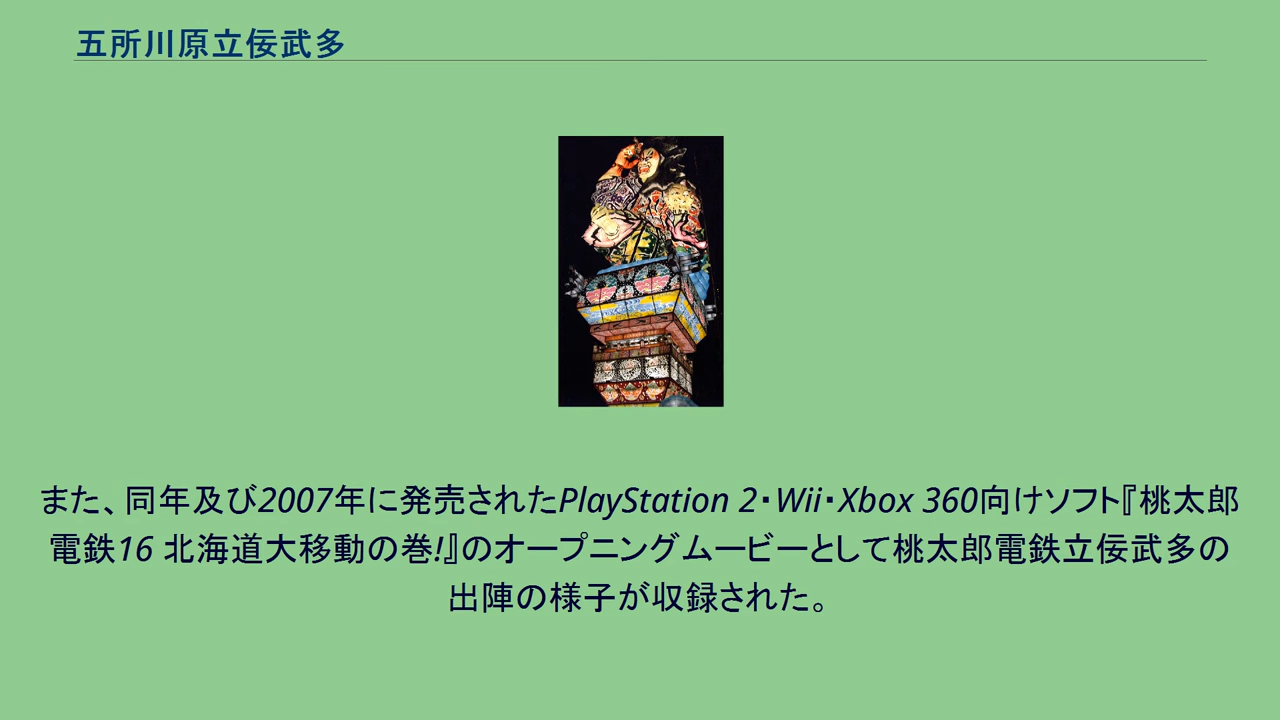 五所川原立佞武多
また、同年及び2007年に発売されたPlayStation 2・Wii・Xbox 360向けソフト『桃太郎
電鉄16 北海道大移動の巻!』のオープニングムービーとして桃太郎電鉄立佞武多の
出陣の様子が収録された。